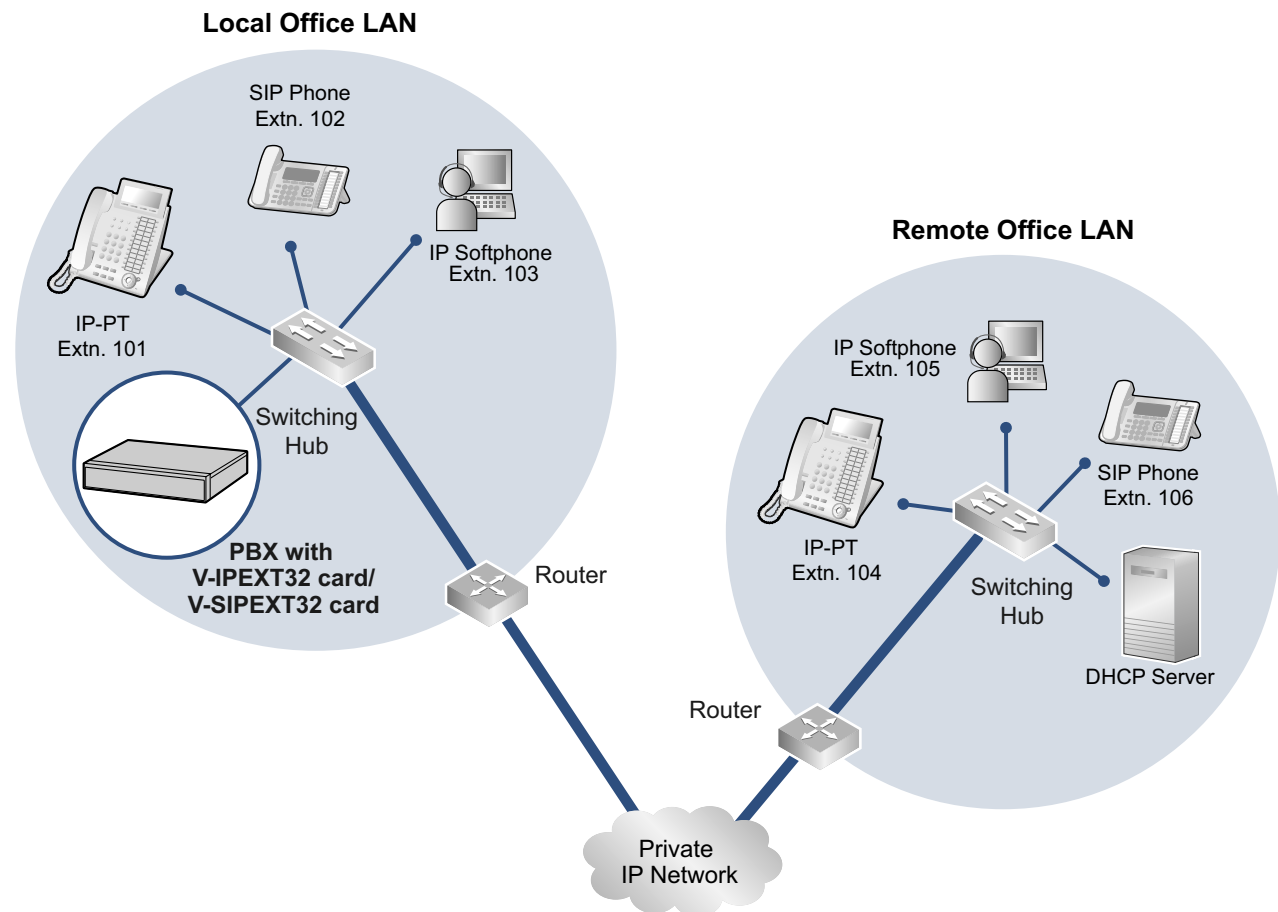 Local Office LAN
SIP Phone
Extn. 102
IP Softphone
Extn. 103
IP-PT
Extn. 101
Switching
Hub
PBX with
V-IPEXT32 card/
V-SIPEXT32 card
Router
Remote Office LAN
IP Softphone
Extn. 105
SIP Phone
Extn. 106
IP-PT
Extn. 104
Switching
Hub
DHCP Server
Router
Private
IP Network